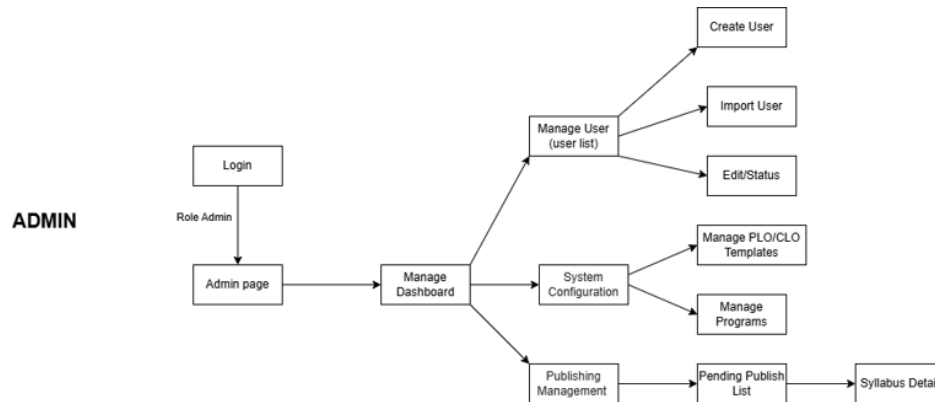 Create User
Import User
Manage User
(user list)
Edit/Status
Login
Role Admin
ADMIN
Admin page
Manage
Dashboard
System
Configuration
Manage PLO/CLO
Templates
Manage
Programs
Publishing
Management
Pending Publish
List
Syllabus Detail